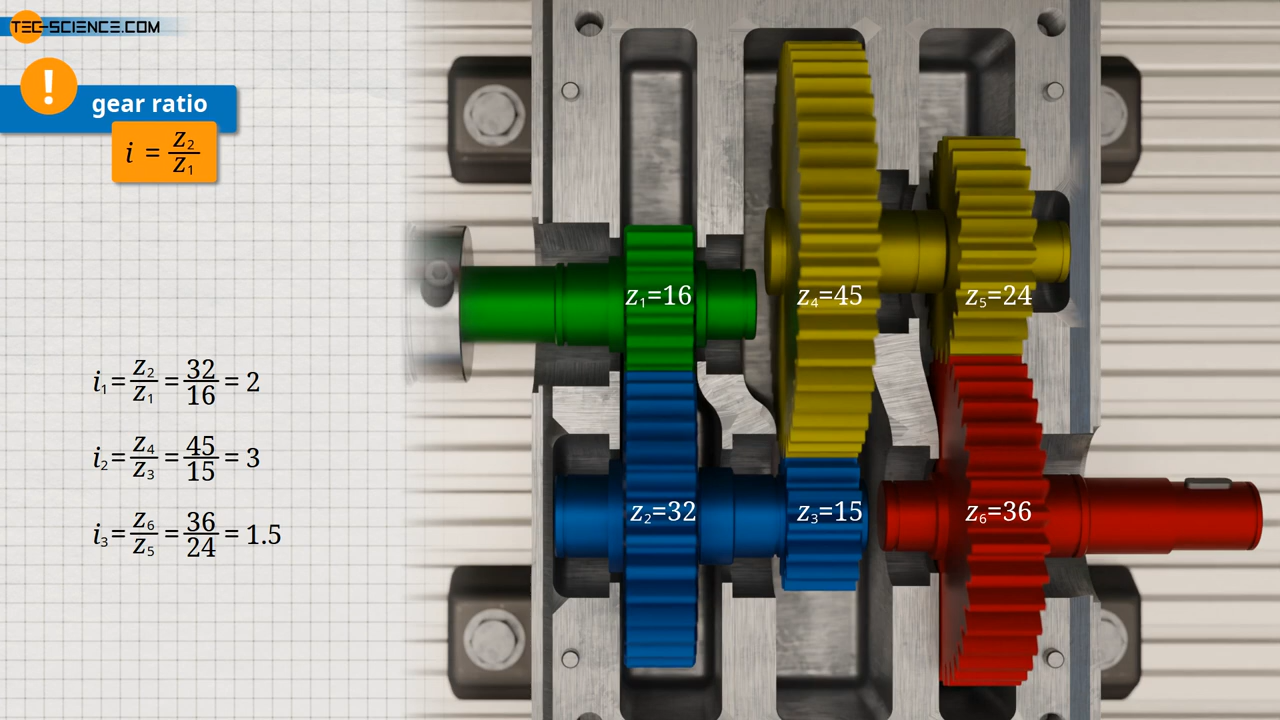 TEC-SCIENCE.COM
!
gear ratio
i = z₂/z₁
i₁ = z₂/z₁ = 32/16 = 2
i₂ = z₄/z₃ = 45/15 = 3
i₃ = z₆/z₅ = 36/24 = 1.5
z₁=16
z₄=45
z₅=24
z₂=32
z₃=15
z₆=36